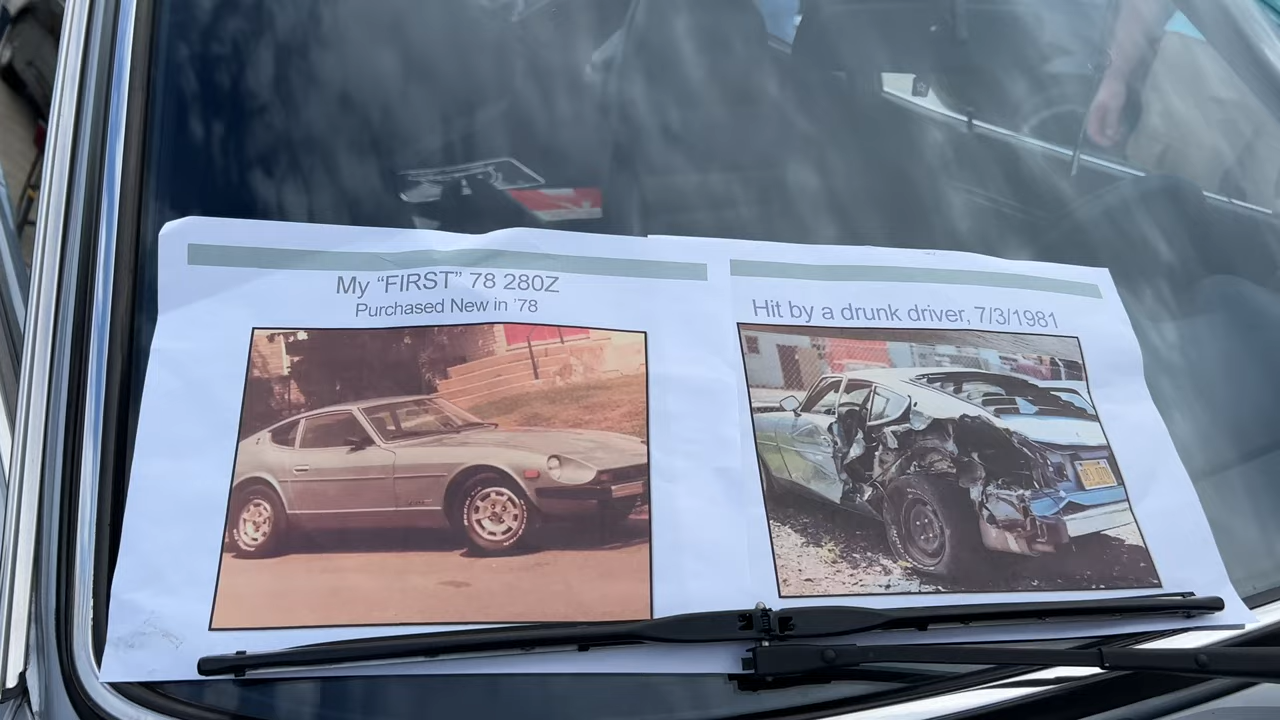 My “FIRST” 78 280Z
Purchased New in ’78
Hit by a drunk driver, 7/3/1981